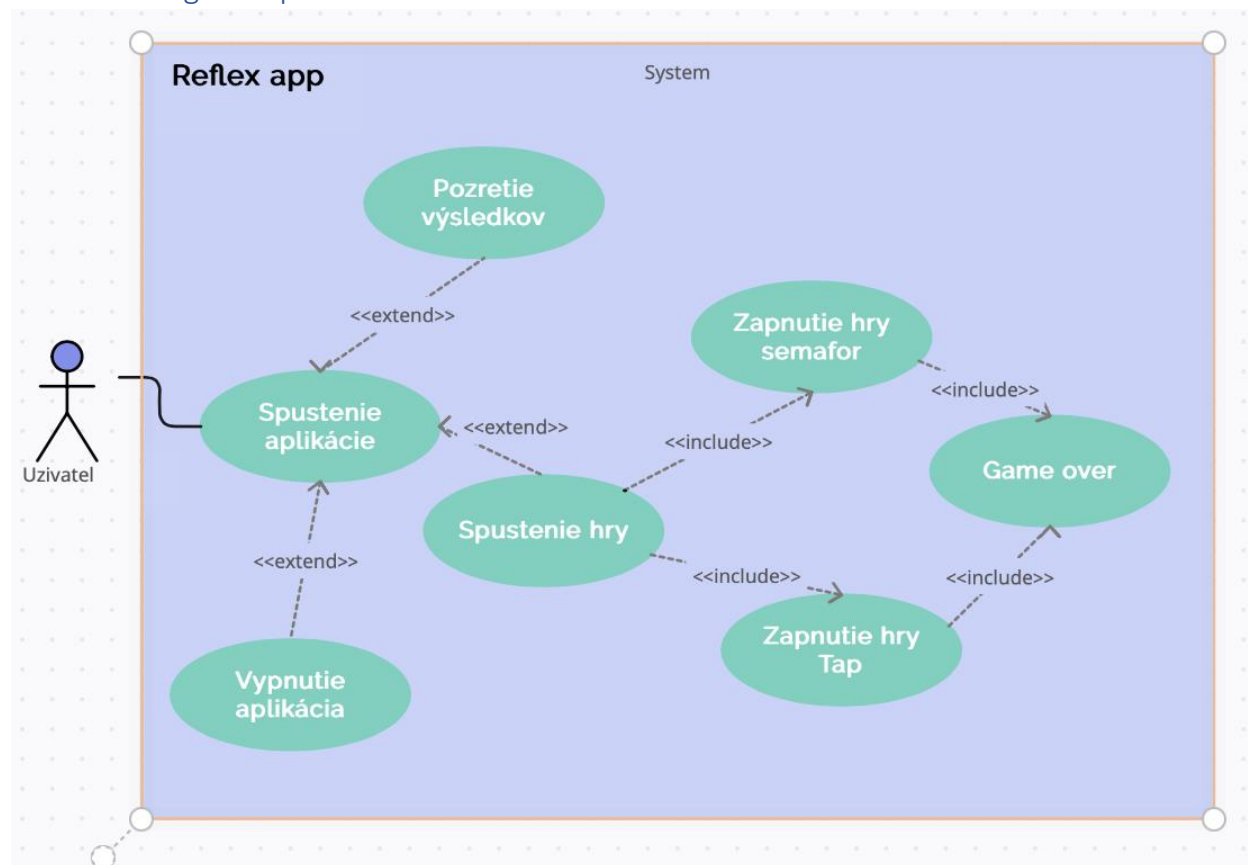 Reflex app
System
Pozretie
výsledkov
<<extend>>
Zapnutie hry
semafor
<<include>>
Spustenie
aplikácie
<<extend>>
<<include>>
Uzivatel
Game over
Spustenie hry
<<extend>>
<<include>>
<<include>>
Zapnutie hry
Tap
Vypnutie
aplikácia